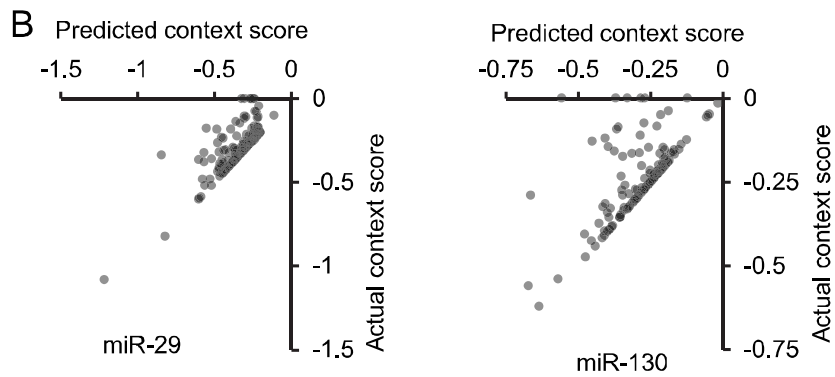 B
Predicted context score
-1.5 -1 -0.5 0
0
-0.5
-1
-1.5
Actual context score
miR-29
Predicted context score
-0.75 -0.5 -0.25 0
0
-0.25
-0.5
-0.75
Actual context score
miR-130